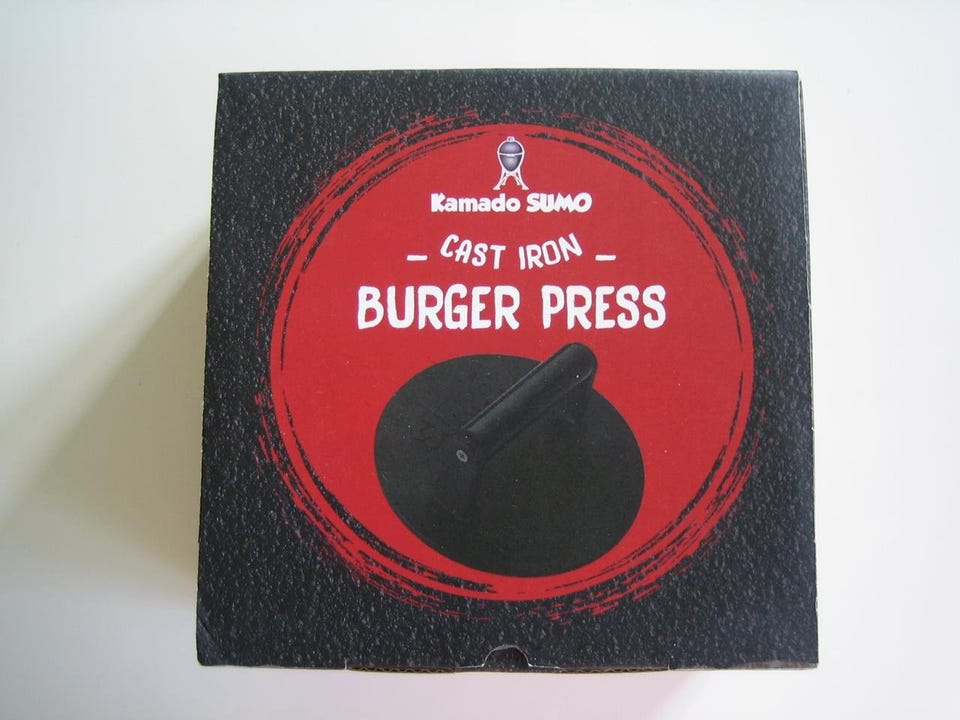 Kamado SUMO
– CAST IRON –
BURGER PRESS